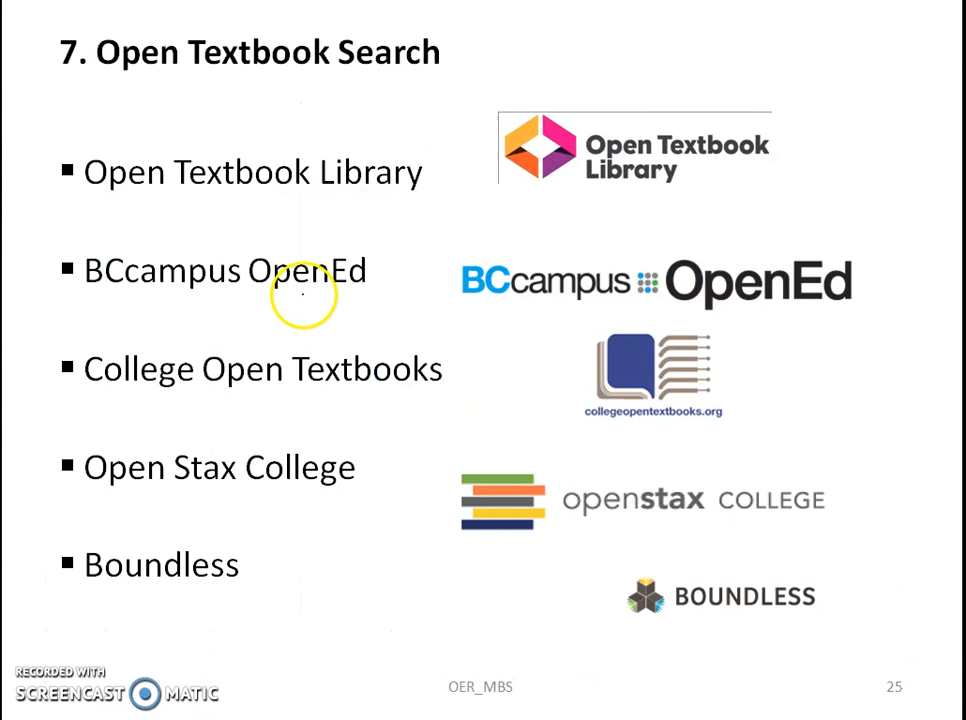 7. Open Textbook Search
Open Textbook Library
Open Textbook
Library
BCcampus OpenEd
BCcampus OpenEd
College Open Textbooks
collegeopentextbooks.org
Open Stax College
openstax COLLEGE
Boundless
BOUNDLESS
RECORDED WITH
SCREENCAST MATIC
OER_MBS
25